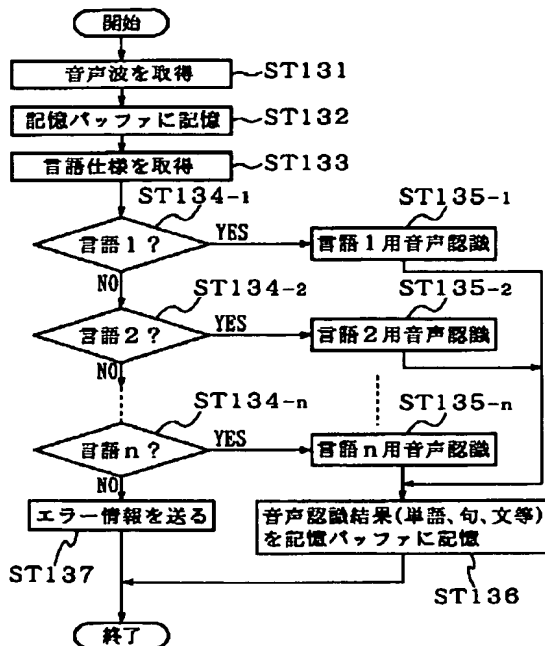 開始
音声波を取得
ST131
記憶バッファに記憶
ST132
言語仕様を取得
ST133
ST134-1
言語1?
YES
NO
ST135-1
言語1用音声認識
ST134-2
言語2?
YES
NO
ST135-2
言語2用音声認識
ST134-n
言語n?
YES
NO
ST135-n
言語n用音声認識
エラー情報を送る
ST137
音声認識結果(単語、句、文等)
を記憶バッファに記憶
ST136
終了